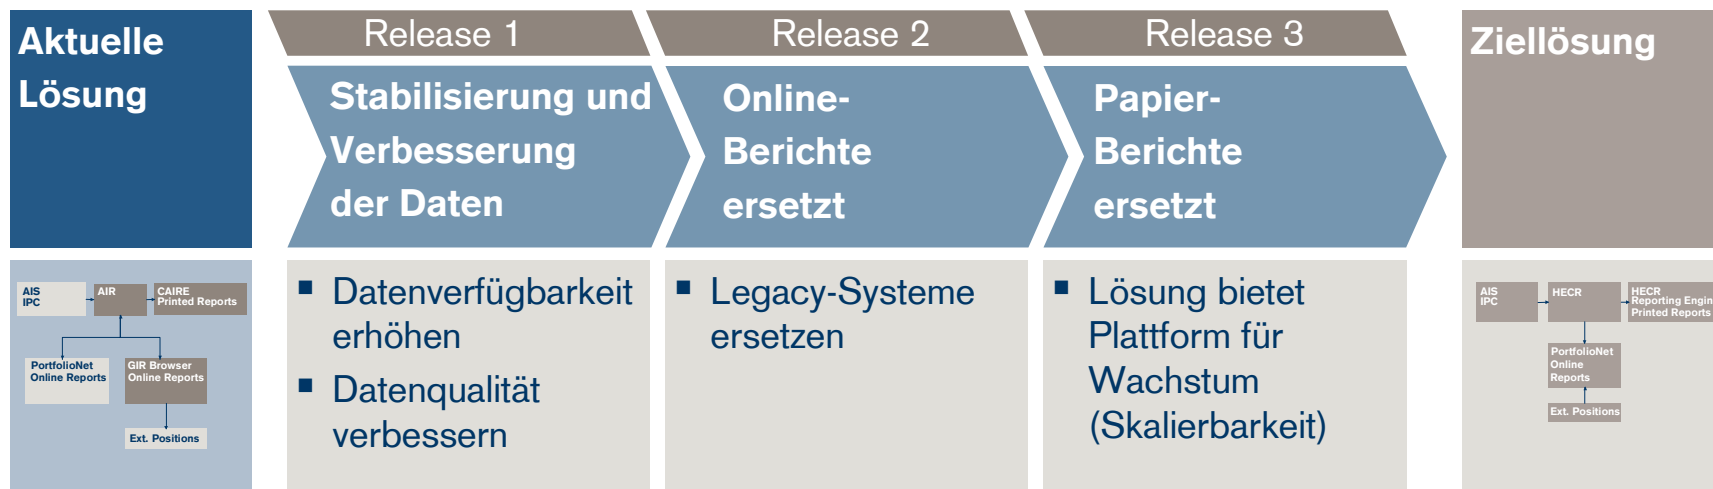 Aktuelle
Lösung
Release 1
Release 2
Release 3
Ziellösung
Stabilisierung und
Verbesserung
der Daten
Online-
Berichte
ersetzt
Papier-
Berichte
ersetzt
AIS
IPC
AIR
CAIRE
Printed Reports
PortfolioNet
Online Reports
GIR Browser
Online Reports
Ext. Positions
▪ Datenverfügbarkeit
erhöhen
▪ Datenqualität
verbessern
▪ Legacy-Systeme
ersetzen
▪ Lösung bietet
Plattform für
Wachstum
(Skalierbarkeit)
AIS
IPC
HECR
HECR
Reporting Engin
Printed Reports
PortfolioNet
Online
Reports
Ext. Positions